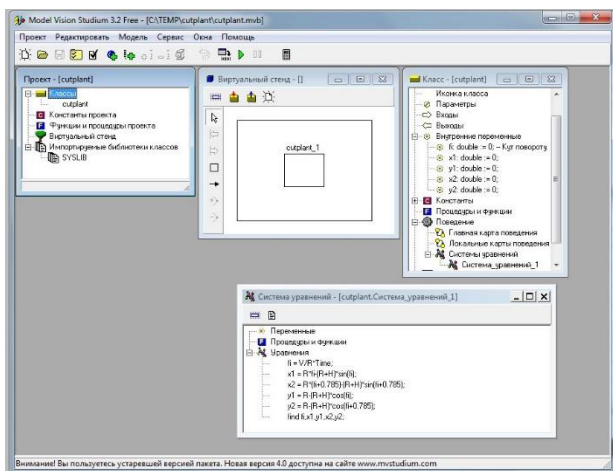 Model Vision Studium 3.2 Free - [C:\TEMP\cutplant\cutplant.mvb]
Проект Редактировать Модель Сервис Окна Помощь
Проект - [cutplant]
Классы
cutplant
Константы проекта
Функции и процедуры проекта
Виртуальный стенд
Импортируемые библиотеки классов
SYSLIB
Виртуальный стенд - []
cutplant_1
Класс - [cutplant]
Иконка класса
Параметры
Входы
Выходы
Внутренние переменные
fi: double := 0; -- Кут повороту
x1: double := 0;
y1: double := 0;
x2: double := 0;
y2: double := 0;
Константы
Процедуры и функции
Поведение
Главная карта поведения
Локальные карты поведения
Системы уравнений
Система_уравнений_1
Система уравнений - [cutplant.Система_уравнений_1]
Переменные
Процедуры и функции
Уравнения
fi = V/R*Time;
x1 = R*fi-(R+H)*sin(fi);
x2 = R*(fi+0.785)-(R+H)*sin(fi+0.785);
y1 = R-(R+H)*cos(fi);
y2 = R-(R+H)*cos(fi+0.785);
find fi,x1,y1,x2,y2;
Внимание! Вы пользуетесь устаревшей версией пакета. Новая версия 4.0 доступна на сайте www.mvstudium.com